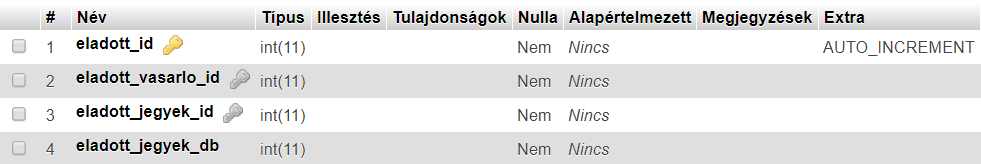 # Név Típus Illesztés Tulajdonságok Nulla Alapértelmezett Megjegyzések Extra
1 eladott_id int(11) Nem Nincs AUTO_INCREMENT
2 eladott_vasarlo_id int(11) Nem Nincs
3 eladott_jegyek_id int(11) Nem Nincs
4 eladott_jegyek_db int(11) Nem Nincs